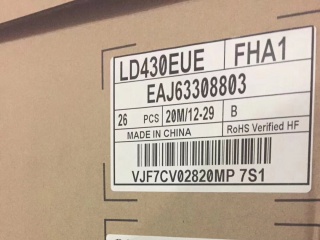 LD430EUE FHA1
EAJ63308803
26 PCS 20M/12-29 B
MADE IN CHINA RoHS Verified HF
VJF7CV02820MP 7S1